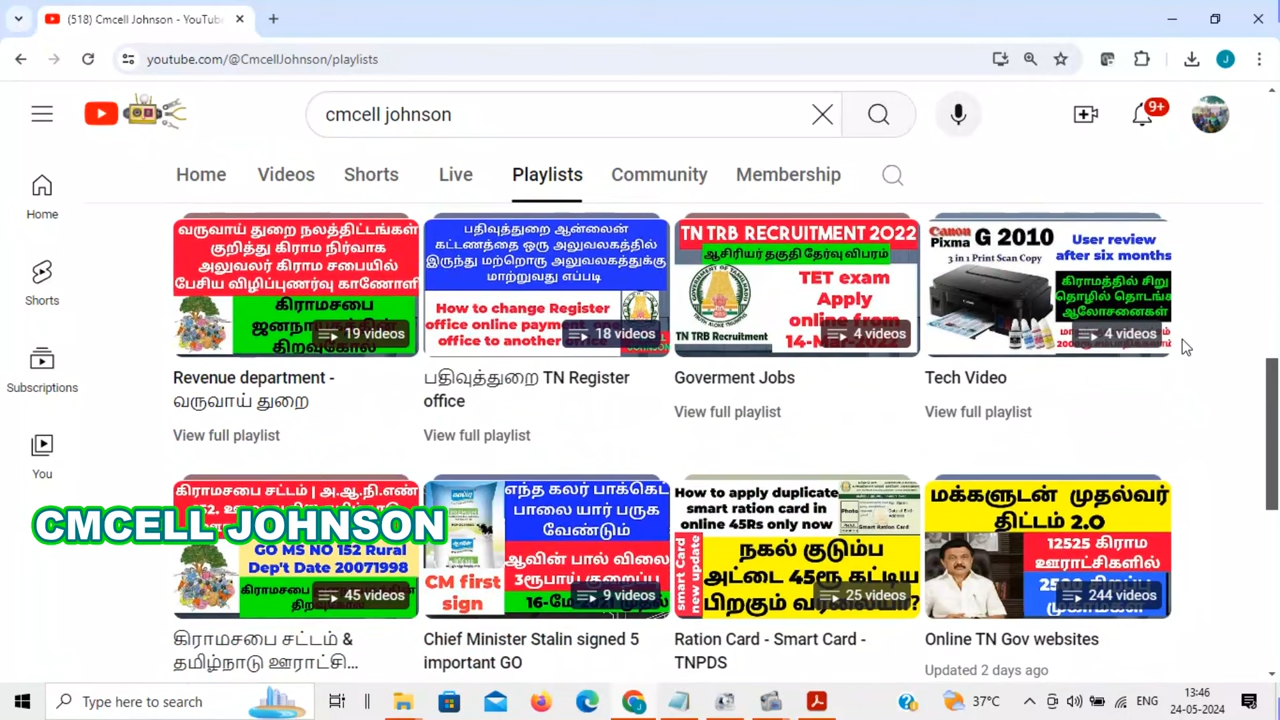 (518) Cmcell Johnson - YouTube
youtube.com/@CmcellJohnson/playlists
J
cmcell johnson
9+
Home
Videos
Shorts
Live
Playlists
Community
Membership
Home
Shorts
Subscriptions
You
வருவாய் துறை நலத்திட்டங்கள்
குறித்து கிராம நிர்வாக
அலுவலர் கிராம சபையில்
பேசிய விழிப்புணர்வு காணோளி
கிராமசபை
19 videos
Revenue department -
வருவாய் துறை
View full playlist
பதிவுத்துறை ஆன்லைன்
கட்டணத்தை ஒரு அலுவலகத்தில்
இருந்து மற்றொரு அலுவலகத்துக்கு
மாற்றுவது எப்படி
How to change Register
office online payment
office to another
18 videos
பதிவுத்துறை TN Register
office
View full playlist
TN TRB RECRUITMENT 2022
ஆசிரியர் தகுதி தேர்வு விபரம்
TET exam
Apply
online from
TN TRB Recruitment
4 videos
Goverment Jobs
View full playlist
Canon
Pixma G 2010
3 in 1 Print Scan Copy
User review
after six months
கிராமத்தில் சிறு
தொழில் தொடங்க
ஆலோசனைகள்
4 videos
Tech Video
View full playlist
கிராமசபை சட்டம் | அ.ஆ.நி.எண்
GO MS NO 152 Rural
Dep't Date 20071998
45 videos
கிராமசபை சட்டம் &
தமிழ்நாடு ஊராட்சி...
CMCELL JOHNSON
எந்த கலர் பாக்கெட்
பாலை யார் பருக
வேண்டும்
ஆவின் பால் விலை
3ரூபாய் குறைப்பு
CM first
sign
9 videos
Chief Minister Stalin signed 5
important GO
How to apply duplicate
smart ration card in
online 45Rs only now
smart Card
new update
நகல் குடும்ப
அட்டை 45ரூ கட்டிய
பிறகும்
25 videos
Ration Card - Smart Card -
TNPDS
மக்களுடன் முதல்வர்
திட்டம் 2.O
12525 கிராம
ஊராட்சிகளில்
244 videos
Online TN Gov websites
Updated 2 days ago
Type here to search
37°C
ENG
13:46
24-05-2024